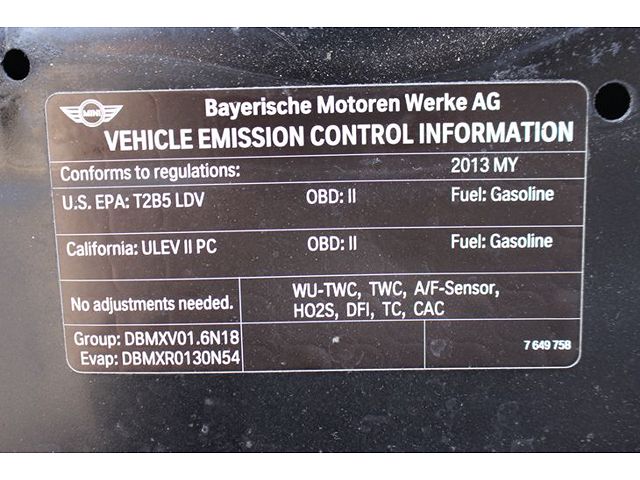 MINI
Bayerische Motoren Werke AG
VEHICLE EMISSION CONTROL INFORMATION
Conforms to regulations: 2013 MY
U.S. EPA: T2B5 LDV OBD: II Fuel: Gasoline
California: ULEV II PC OBD: II Fuel: Gasoline
No adjustments needed.
WU-TWC, TWC, A/F-Sensor,
HO2S, DFI, TC, CAC
Group: DBMXV01.6N18
Evap: DBMXR0130N54
7 649 758